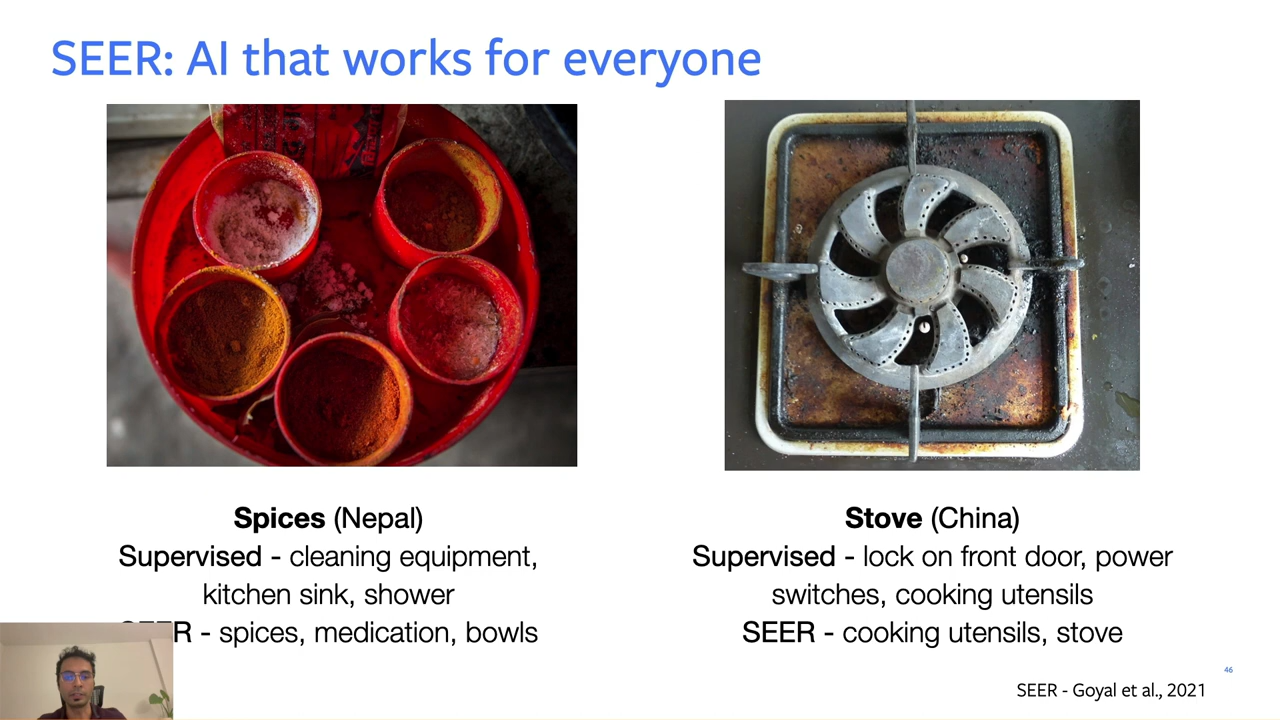 SEER: AI that works for everyone
Spices (Nepal)
Supervised - cleaning equipment,
kitchen sink, shower
R - spices, medication, bowls
Stove (China)
Supervised - lock on front door, power
switches, cooking utensils
SEER - cooking utensils, stove
46
SEER - Goyal et al., 2021